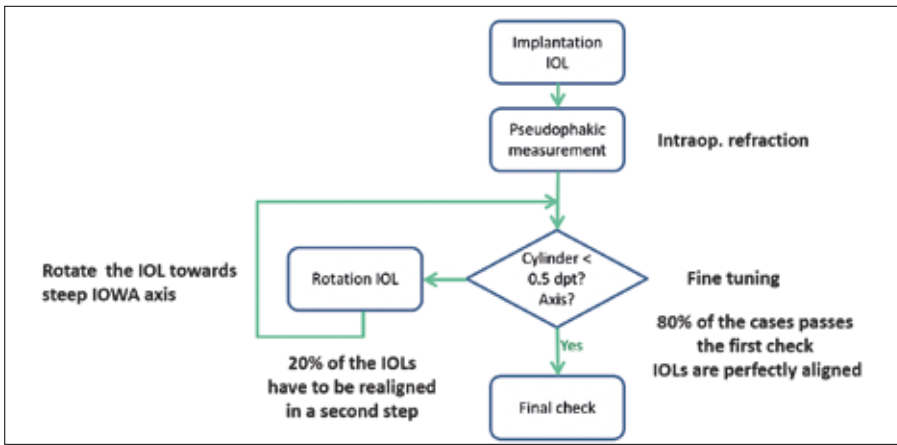 Implantation
IOL
Pseudophakic
measurement
Intraop. refraction
Rotate the IOL towards
steep IOWA axis
Rotation IOL
Cylinder <
0.5 dpt?
Axis?
Fine tuning
80% of the cases passes
the first check
IOLs are perfectly aligned
Yes
20% of the IOLs
have to be realigned
in a second step
Final check